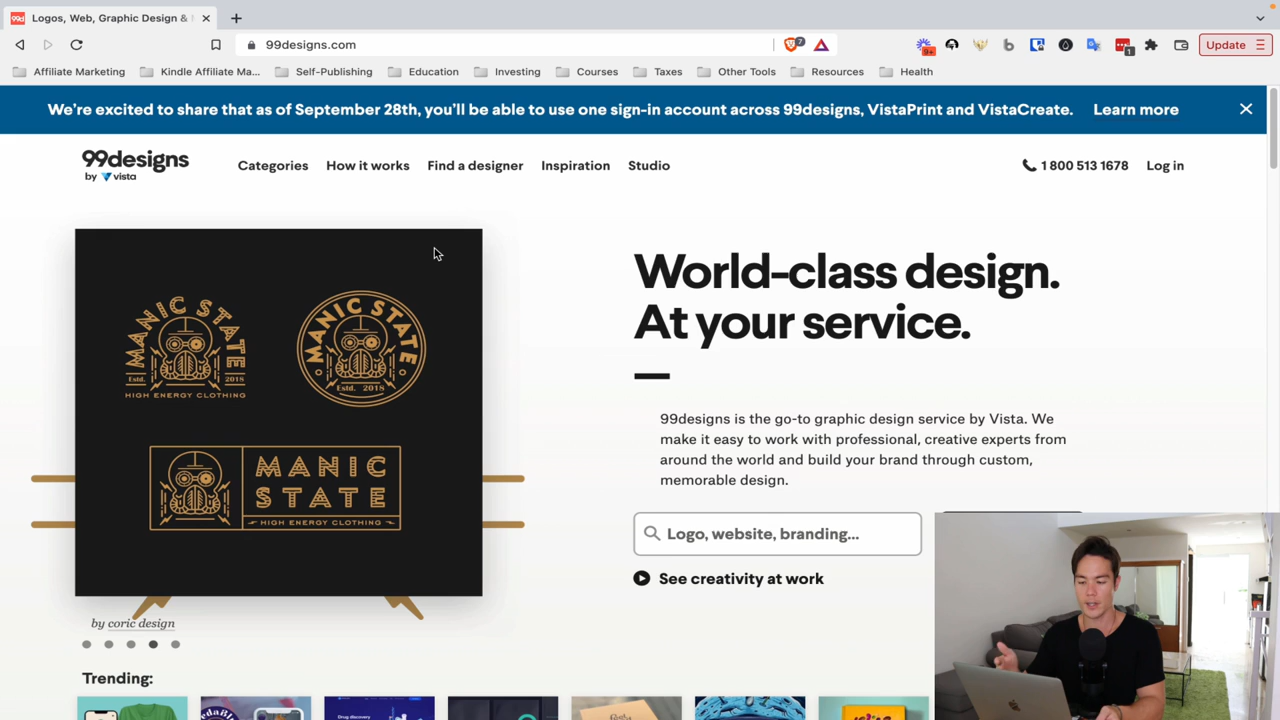 Logos, Web, Graphic Design &
99designs.com
7
9+
1
Update
Affiliate Marketing
Kindle Affiliate Ma...
Self-Publishing
Education
Investing
Courses
Taxes
Other Tools
Resources
Health
We're excited to share that as of September 28th, you'll be able to use one sign-in account across 99designs, VistaPrint and VistaCreate. Learn more
99designs
by vista
Categories
How it works
Find a designer
Inspiration
Studio
1 800 513 1678
Log in
MANIC STATE
Estd. 2018
HIGH ENERGY CLOTHING
MANIC STATE
Estd. 2018
MANIC
STATE
HIGH ENERGY CLOTHING
by coric design
World-class design.
At your service.
99designs is the go-to graphic design service by Vista. We
make it easy to work with professional, creative experts from
around the world and build your brand through custom,
memorable design.
Logo, website, branding...
See creativity at work
Trending:
Drug discovery